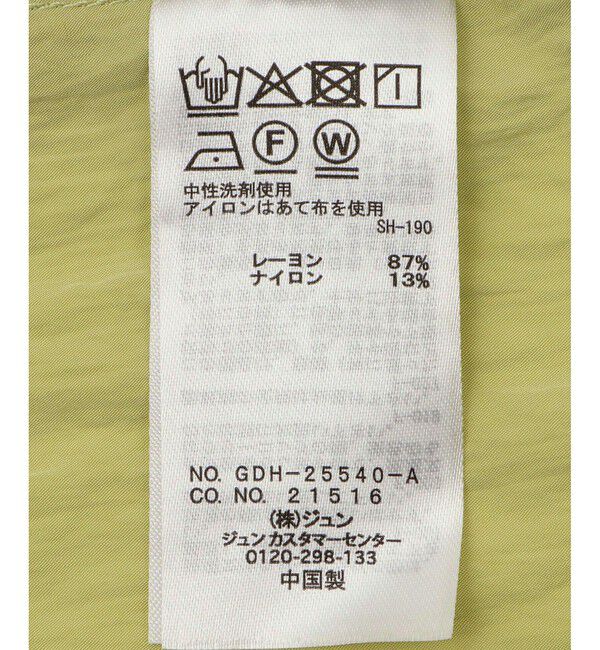 F W
中性洗剤使用
アイロンはあて布を使用
SH-190
レーヨン 87%
ナイロン 13%
NO. GDH-25540-A
CO. NO. 21516
(株)ジュン
ジュン カスタマーセンター
0120-298-133
中国製